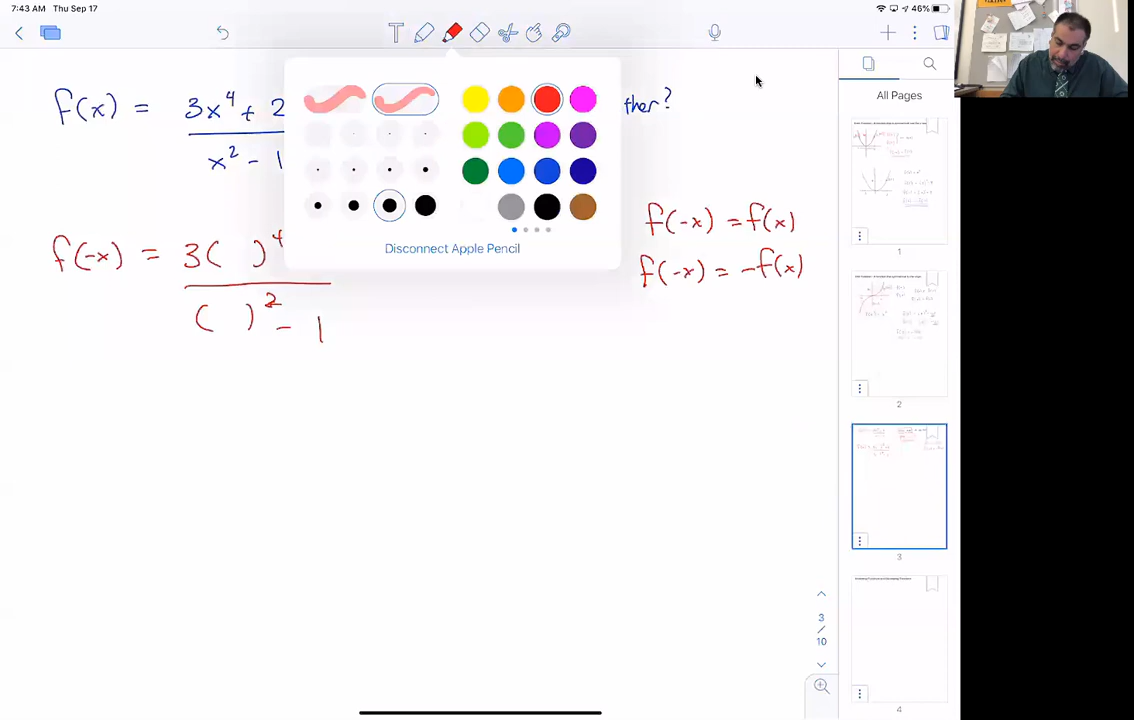 7:43 AM Thu Sep 17
46%
T
All Pages
f(x) = 3x⁴ + 2
x² - 1
ther?
f(-x) = 3( )⁴
( )² - 1
f(-x) = f(x)
f(-x) = -f(x)
Disconnect Apple Pencil
1
2
3
4
3
/
10